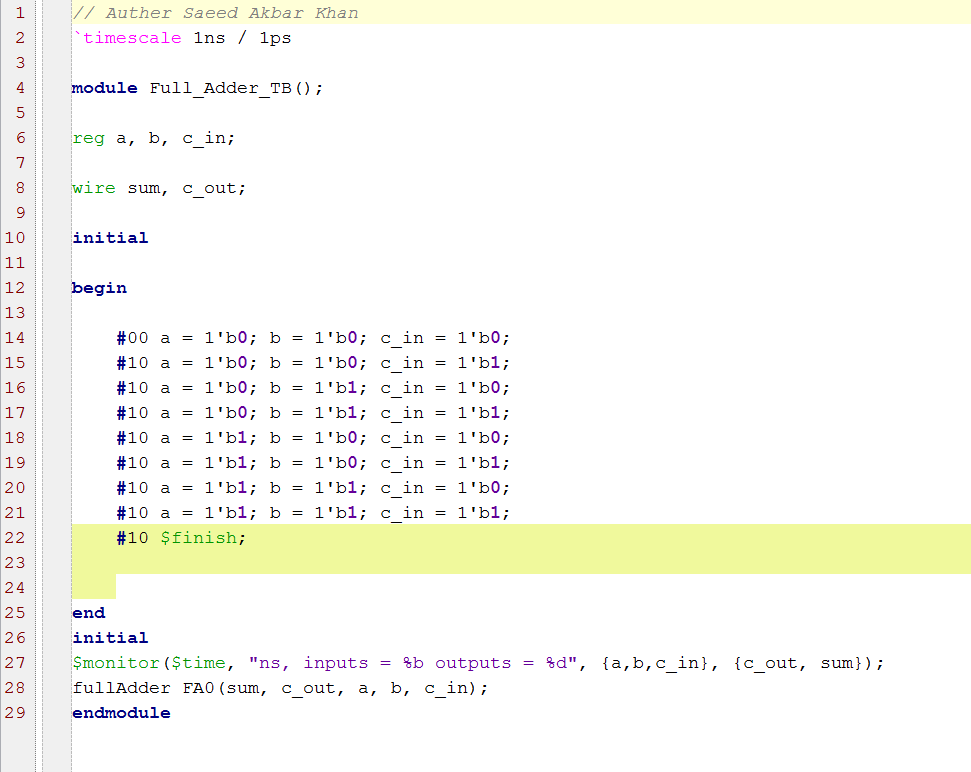 1 // Auther Saeed Akbar Khan
2 `timescale 1ns / 1ps
3
4 module Full_Adder_TB();
5
6 reg a, b, c_in;
7
8 wire sum, c_out;
9
10 initial
11
12 begin
13
14 #00 a = 1'b0; b = 1'b0; c_in = 1'b0;
15 #10 a = 1'b0; b = 1'b0; c_in = 1'b1;
16 #10 a = 1'b0; b = 1'b1; c_in = 1'b0;
17 #10 a = 1'b0; b = 1'b1; c_in = 1'b1;
18 #10 a = 1'b1; b = 1'b0; c_in = 1'b0;
19 #10 a = 1'b1; b = 1'b0; c_in = 1'b1;
20 #10 a = 1'b1; b = 1'b1; c_in = 1'b0;
21 #10 a = 1'b1; b = 1'b1; c_in = 1'b1;
22 #10 $finish;
23
24
25 end
26 initial
27 $monitor($time, "ns, inputs = %b outputs = %d", {a,b,c_in}, {c_out, sum});
28 fullAdder FA0(sum, c_out, a, b, c_in);
29 endmodule